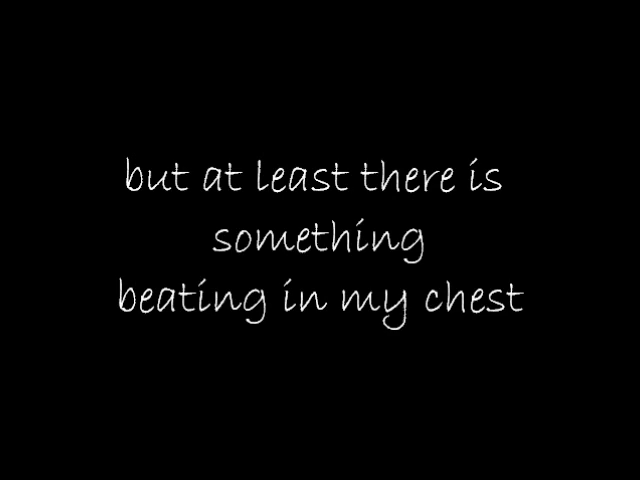 but at least there is
something
beating in my chest